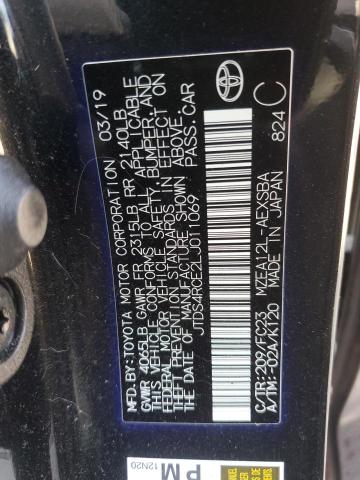 MFD.BY:TOYOTA MOTOR CORPORATION 03/19
GVWR 4065LB GAWR FR 2315LB RR 2140LB
THIS VEHICLE CONFORMS TO ALL APPLICABLE
FEDERAL MOTOR VEHICLE SAFETY, BUMPER, AND
THEFT PREVENTION STANDARDS IN EFFECT ON
THE DATE OF MANUFACTURE SHOWN ABOVE.
PASS.CAR
C/TR:209/FC23 MZEA12L-AEXSBA
A/TM:-02A/K120 MADE IN JAPAN 824 C
PM
12N20